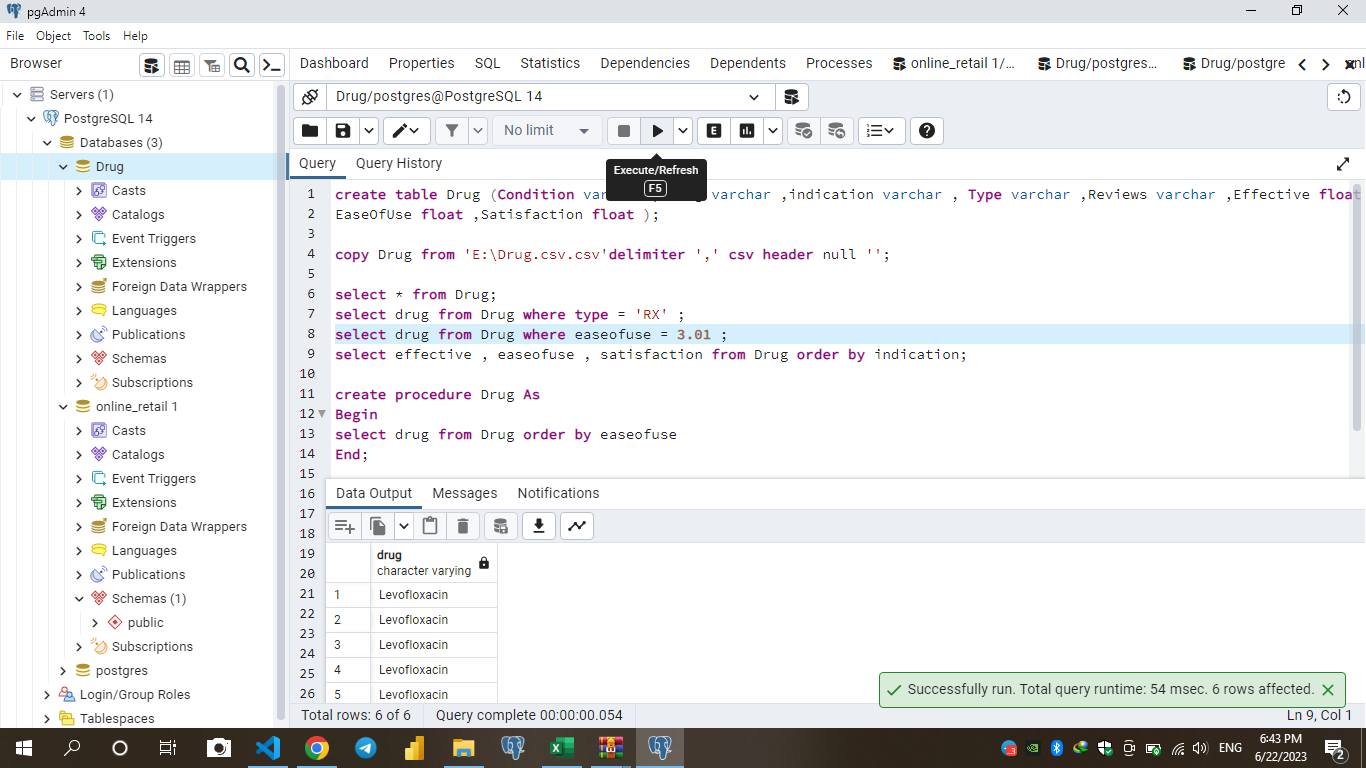 pgAdmin 4
File Object Tools Help
Browser
Dashboard Properties SQL Statistics Dependencies Dependents Processes online_retail 1/... Drug/postgres... Drug/postgre
Servers (1)
PostgreSQL 14
Databases (3)
Drug
Casts
Catalogs
Event Triggers
Extensions
Foreign Data Wrappers
Languages
Publications
Schemas
Subscriptions
online_retail 1
Casts
Catalogs
Event Triggers
Extensions
Foreign Data Wrappers
Languages
Publications
Schemas (1)
public
Subscriptions
postgres
Login/Group Roles
Tablespaces
Drug/postgres@PostgreSQL 14
No limit
E
Query Query History
Execute/Refresh
F5
1 create table Drug (Condition var varchar ,indication varchar , Type varchar ,Reviews varchar ,Effective float
2 EaseOfUse float ,Satisfaction float );
3
4 copy Drug from 'E:\Drug.csv.csv'delimiter ',' csv header null '';
5
6 select * from Drug;
7 select drug from Drug where type = 'RX' ;
8 select drug from Drug where easeofuse = 3.01 ;
9 select effective , easeofuse , satisfaction from Drug order by indication;
10
11 create procedure Drug As
12 Begin
13 select drug from Drug order by easeofuse
14 End;
15
16
17
18
19
20
21
22
23
24
25
26
Data Output Messages Notifications
drug
character varying
1 Levofloxacin
2 Levofloxacin
3 Levofloxacin
4 Levofloxacin
5 Levofloxacin
Successfully run. Total query runtime: 54 msec. 6 rows affected.
Total rows: 6 of 6 Query complete 00:00:00.054 Ln 9, Col 1
ENG
6:43 PM
6/22/2023
2